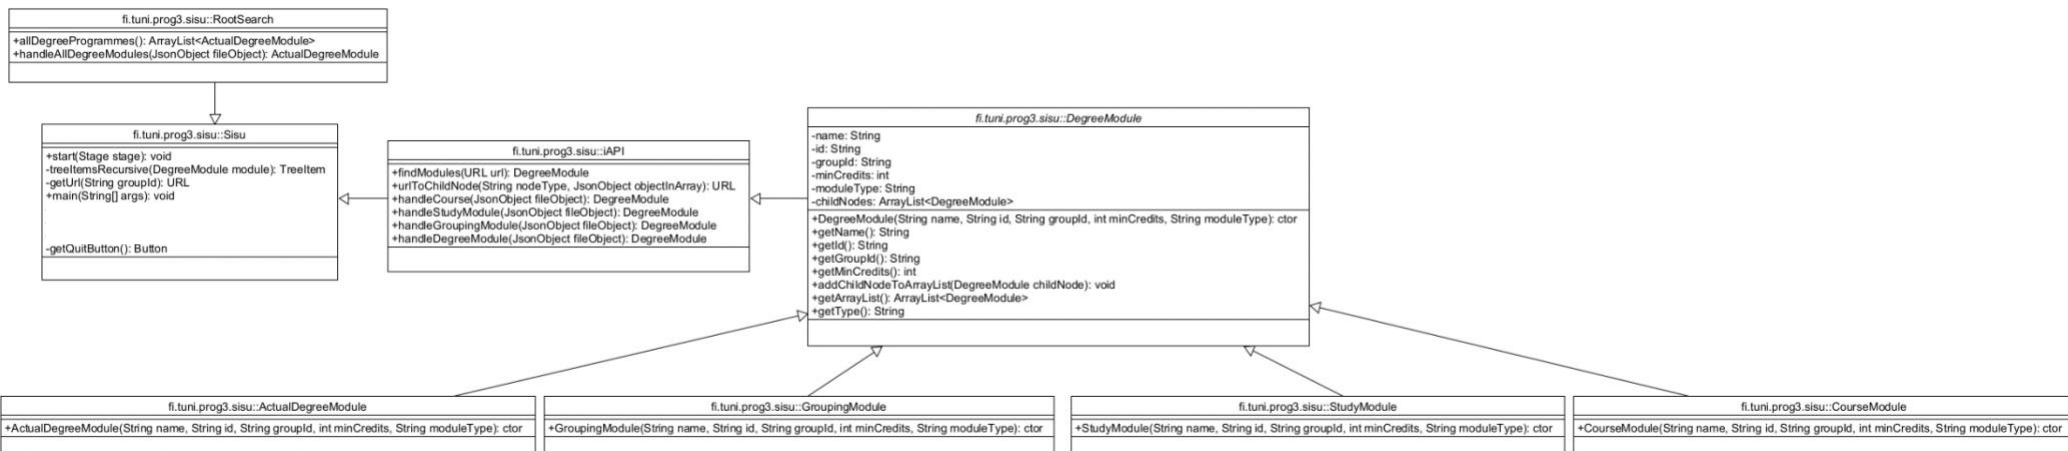 fi.tuni.prog3.sisu::RootSearch
+allDegreeProgrammes(): ArrayList<ActualDegreeModule>
+handleAllDegreeModules(JsonObject fileObject): ActualDegreeModule
fi.tuni.prog3.sisu::Sisu
+start(Stage stage): void
-treeItemsRecursive(DegreeModule module): TreeItem
-getUrl(String groupId): URL
+main(String[] args): void
-getQuitButton(): Button
fi.tuni.prog3.sisu::iAPI
+findModules(URL url): DegreeModule
+urlToChildNode(String nodeType, JsonObject objectInArray): URL
+handleCourse(JsonObject fileObject): DegreeModule
+handleStudyModule(JsonObject fileObject): DegreeModule
+handleGroupingModule(JsonObject fileObject): DegreeModule
+handleDegreeModule(JsonObject fileObject): DegreeModule
fi.tuni.prog3.sisu::DegreeModule
-name: String
-id: String
-groupId: String
-minCredits: int
-moduleType: String
-childNodes: ArrayList<DegreeModule>
+DegreeModule(String name, String id, String groupId, int minCredits, String moduleType): ctor
+getName(): String
+getId(): String
+getGroupId(): String
+getMinCredits(): int
+addChildNodeToArrayList(DegreeModule childNode): void
+getArrayList(): ArrayList<DegreeModule>
+getType(): String
fi.tuni.prog3.sisu::ActualDegreeModule
+ActualDegreeModule(String name, String id, String groupId, int minCredits, String moduleType): ctor
fi.tuni.prog3.sisu::GroupingModule
+GroupingModule(String name, String id, String groupId, int minCredits, String moduleType): ctor
fi.tuni.prog3.sisu::StudyModule
+StudyModule(String name, String id, String groupId, int minCredits, String moduleType): ctor
fi.tuni.prog3.sisu::CourseModule
+CourseModule(String name, String id, String groupId, int minCredits, String moduleType): ctor